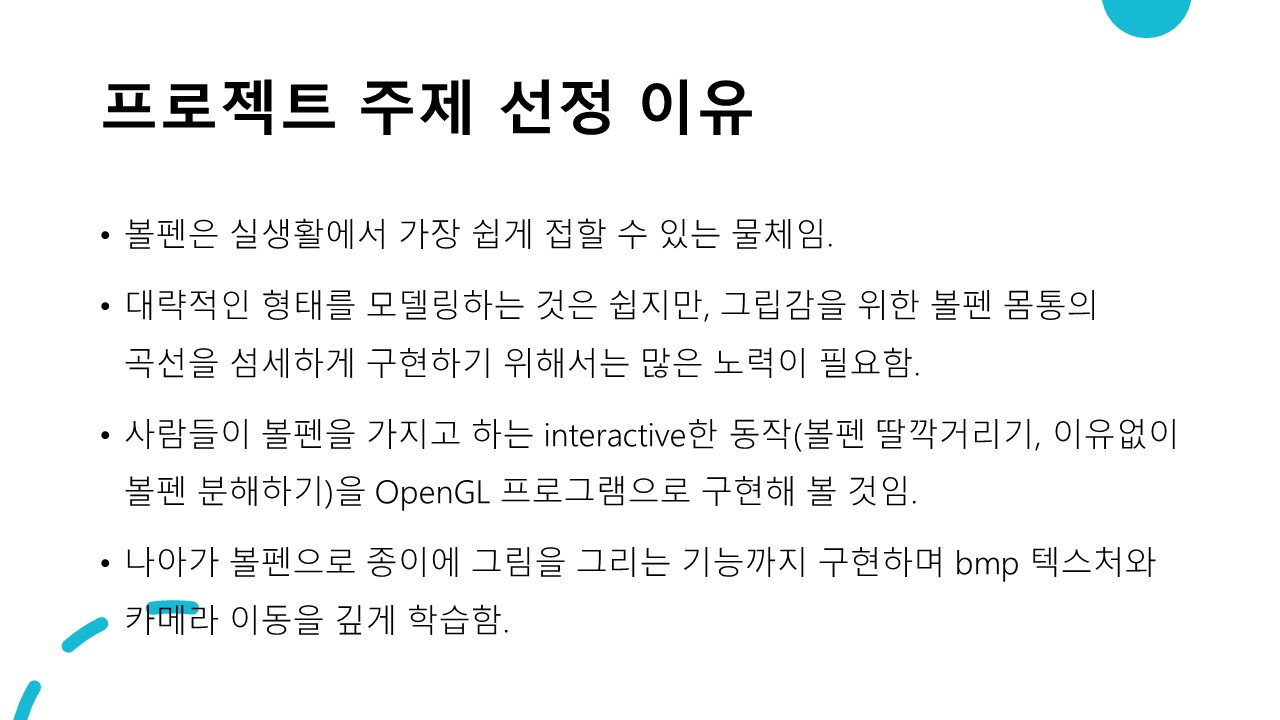 프로젝트 주제 선정 이유
• 볼펜은 실생활에서 가장 쉽게 접할 수 있는 물체임.
• 대략적인 형태를 모델링하는 것은 쉽지만, 그립감을 위한 볼펜 몸통의
곡선을 섬세하게 구현하기 위해서는 많은 노력이 필요함.
• 사람들이 볼펜을 가지고 하는 interactive한 동작(볼펜 딸깍거리기, 이유없이
볼펜 분해하기)을 OpenGL 프로그램으로 구현해 볼 것임.
• 나아가 볼펜으로 종이에 그림을 그리는 기능까지 구현하며 bmp 텍스처와
카메라 이동을 깊게 학습함.